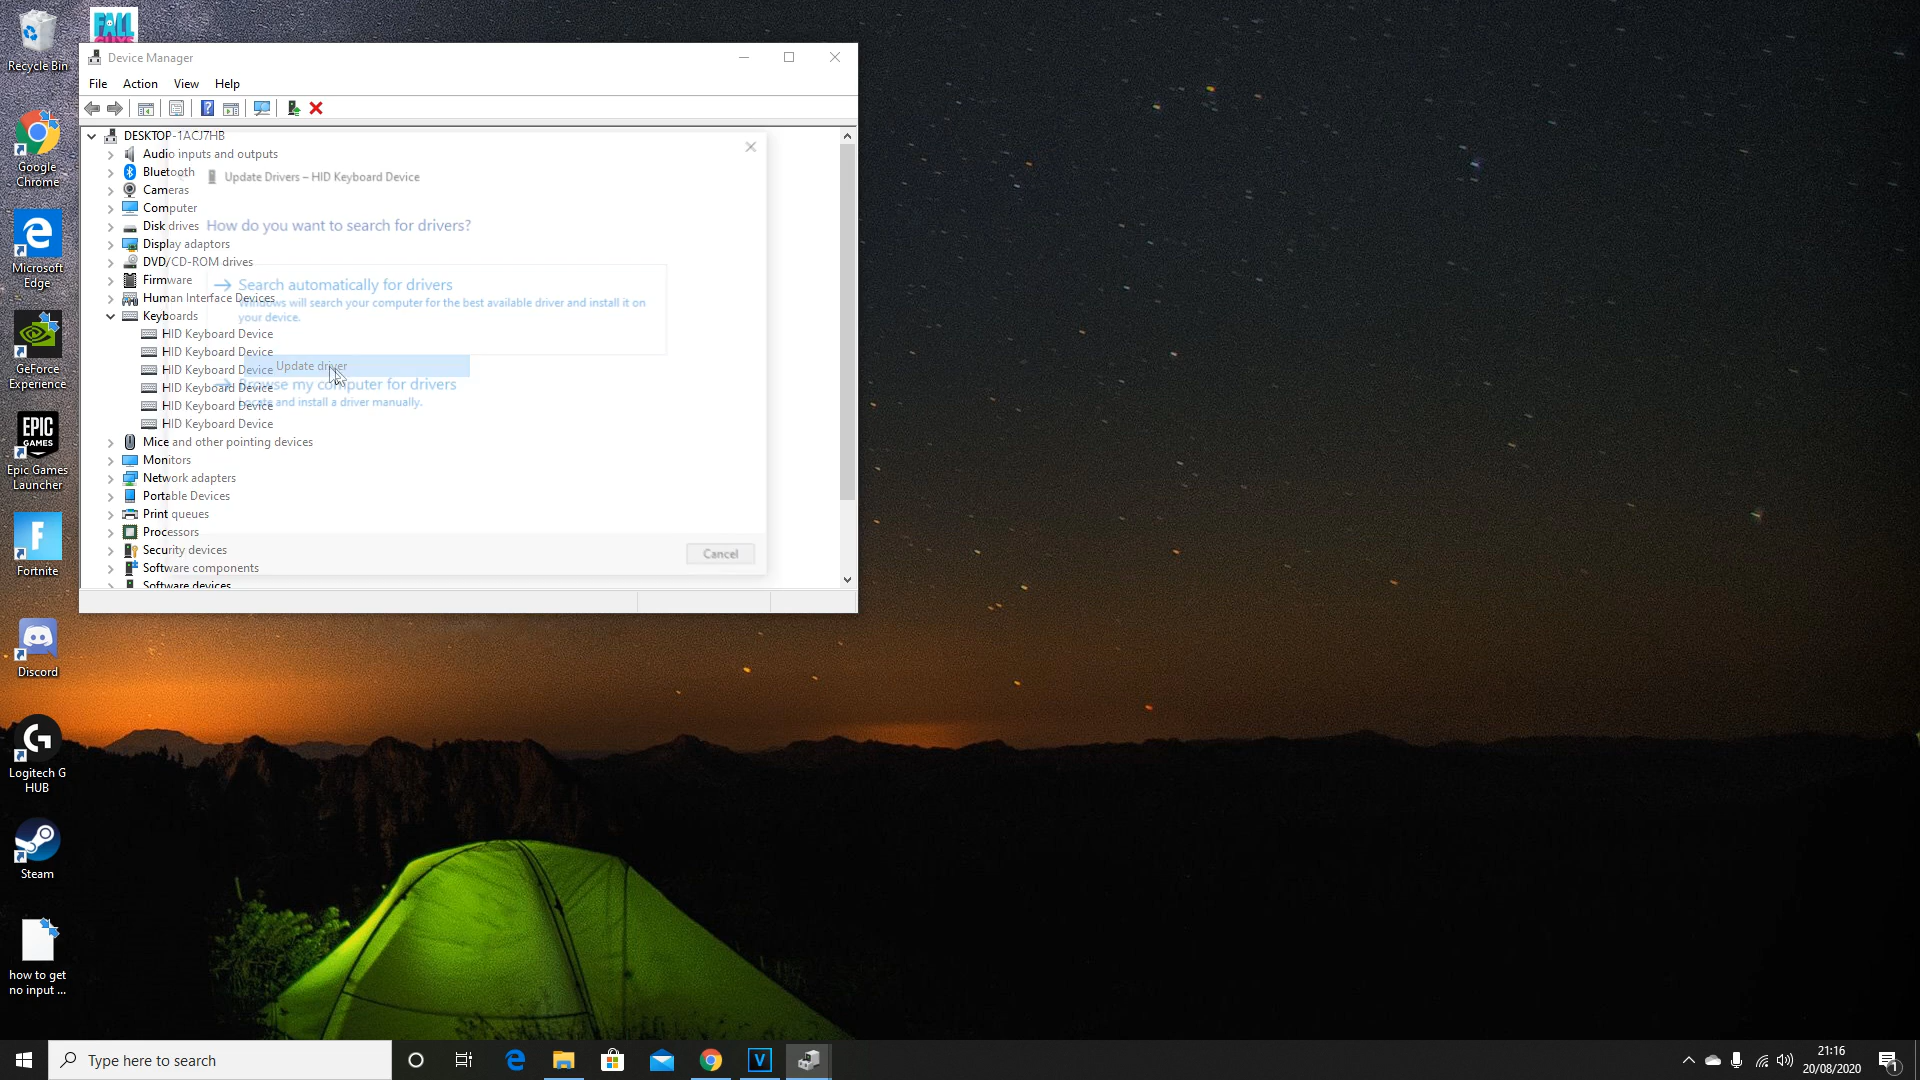 Recycle Bin
FALL
GUYS
Google
Chrome
Microsoft
Edge
GeForce
Experience
EPIC
GAMES
Epic Games
Launcher
Fortnite
Discord
Logitech G
HUB
Steam
how to get
no input ...
Device Manager
File Action View Help
DESKTOP-1ACJ7HB
Audio inputs and outputs
Bluetooth
Cameras
Computer
Disk drives
Display adaptors
DVD/CD-ROM drives
Firmware
Human Interface Devices
Keyboards
HID Keyboard Device
HID Keyboard Device
HID Keyboard Device
HID Keyboard Device
HID Keyboard Device
HID Keyboard Device
Mice and other pointing devices
Monitors
Network adapters
Portable Devices
Print queues
Processors
Security devices
Software components
Software devices
Update Drivers – HID Keyboard Device
How do you want to search for drivers?
Search automatically for drivers
Windows will search your computer for the best available driver and install it on
your device.
Update driver
Browse my computer for drivers
Locate and install a driver manually.
Cancel
Type here to search
21:16
20/08/2020
1